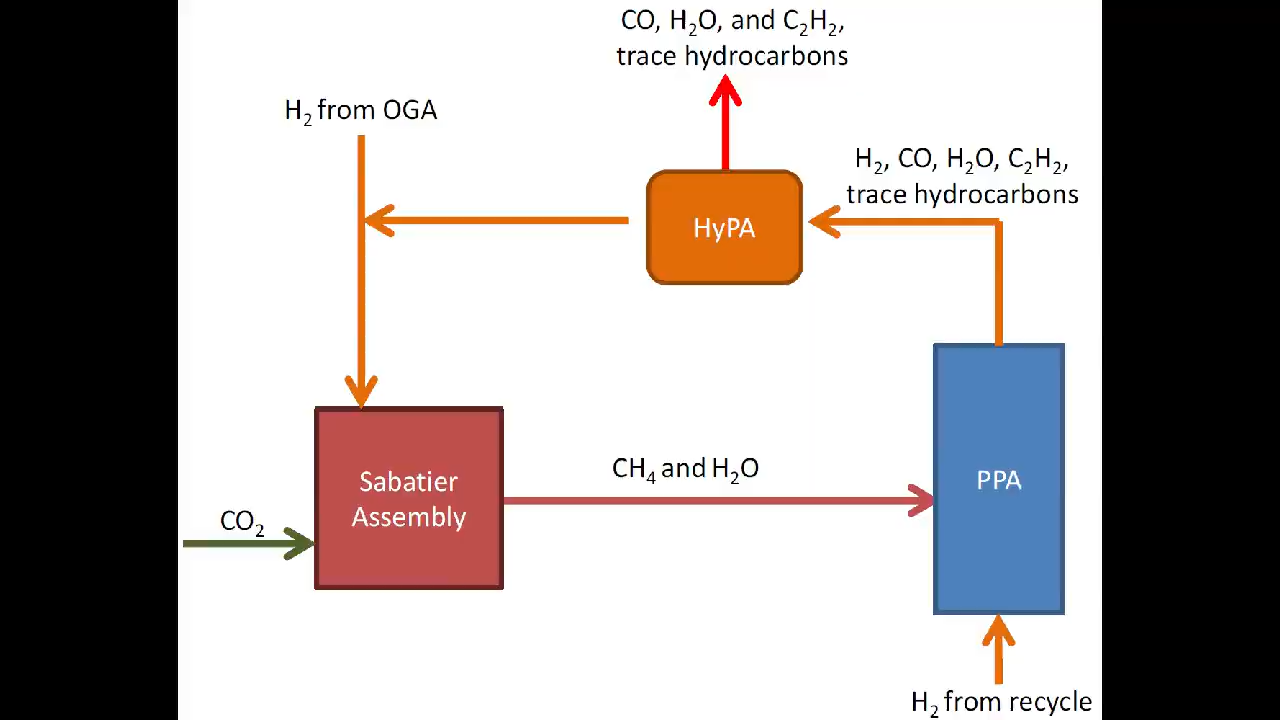 CO, H₂O, and C₂H₂,
trace hydrocarbons
H₂ from OGA
H₂, CO, H₂O, C₂H₂,
trace hydrocarbons
HyPA
CH₄ and H₂O
Sabatier
Assembly
PPA
CO₂
H₂ from recycle